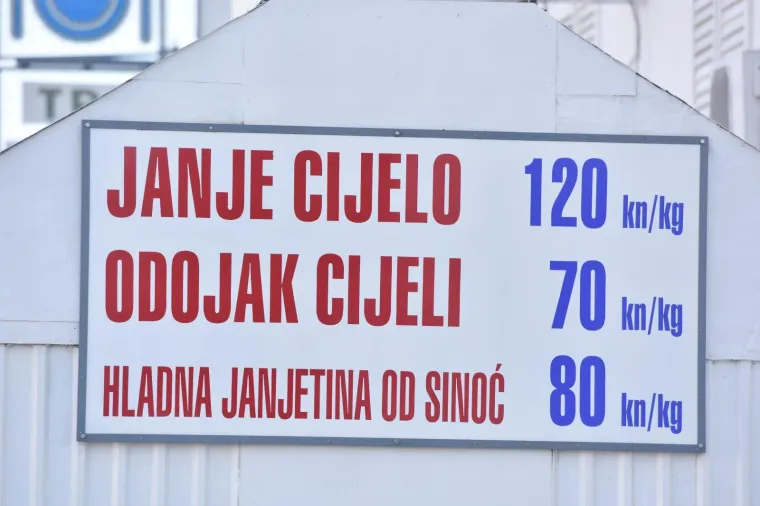 JANJE CIJELO 120 kn/kg
ODOJAK CIJELI 70 kn/kg
HLADNA JANJETINA OD SINOĆ 80 kn/kg